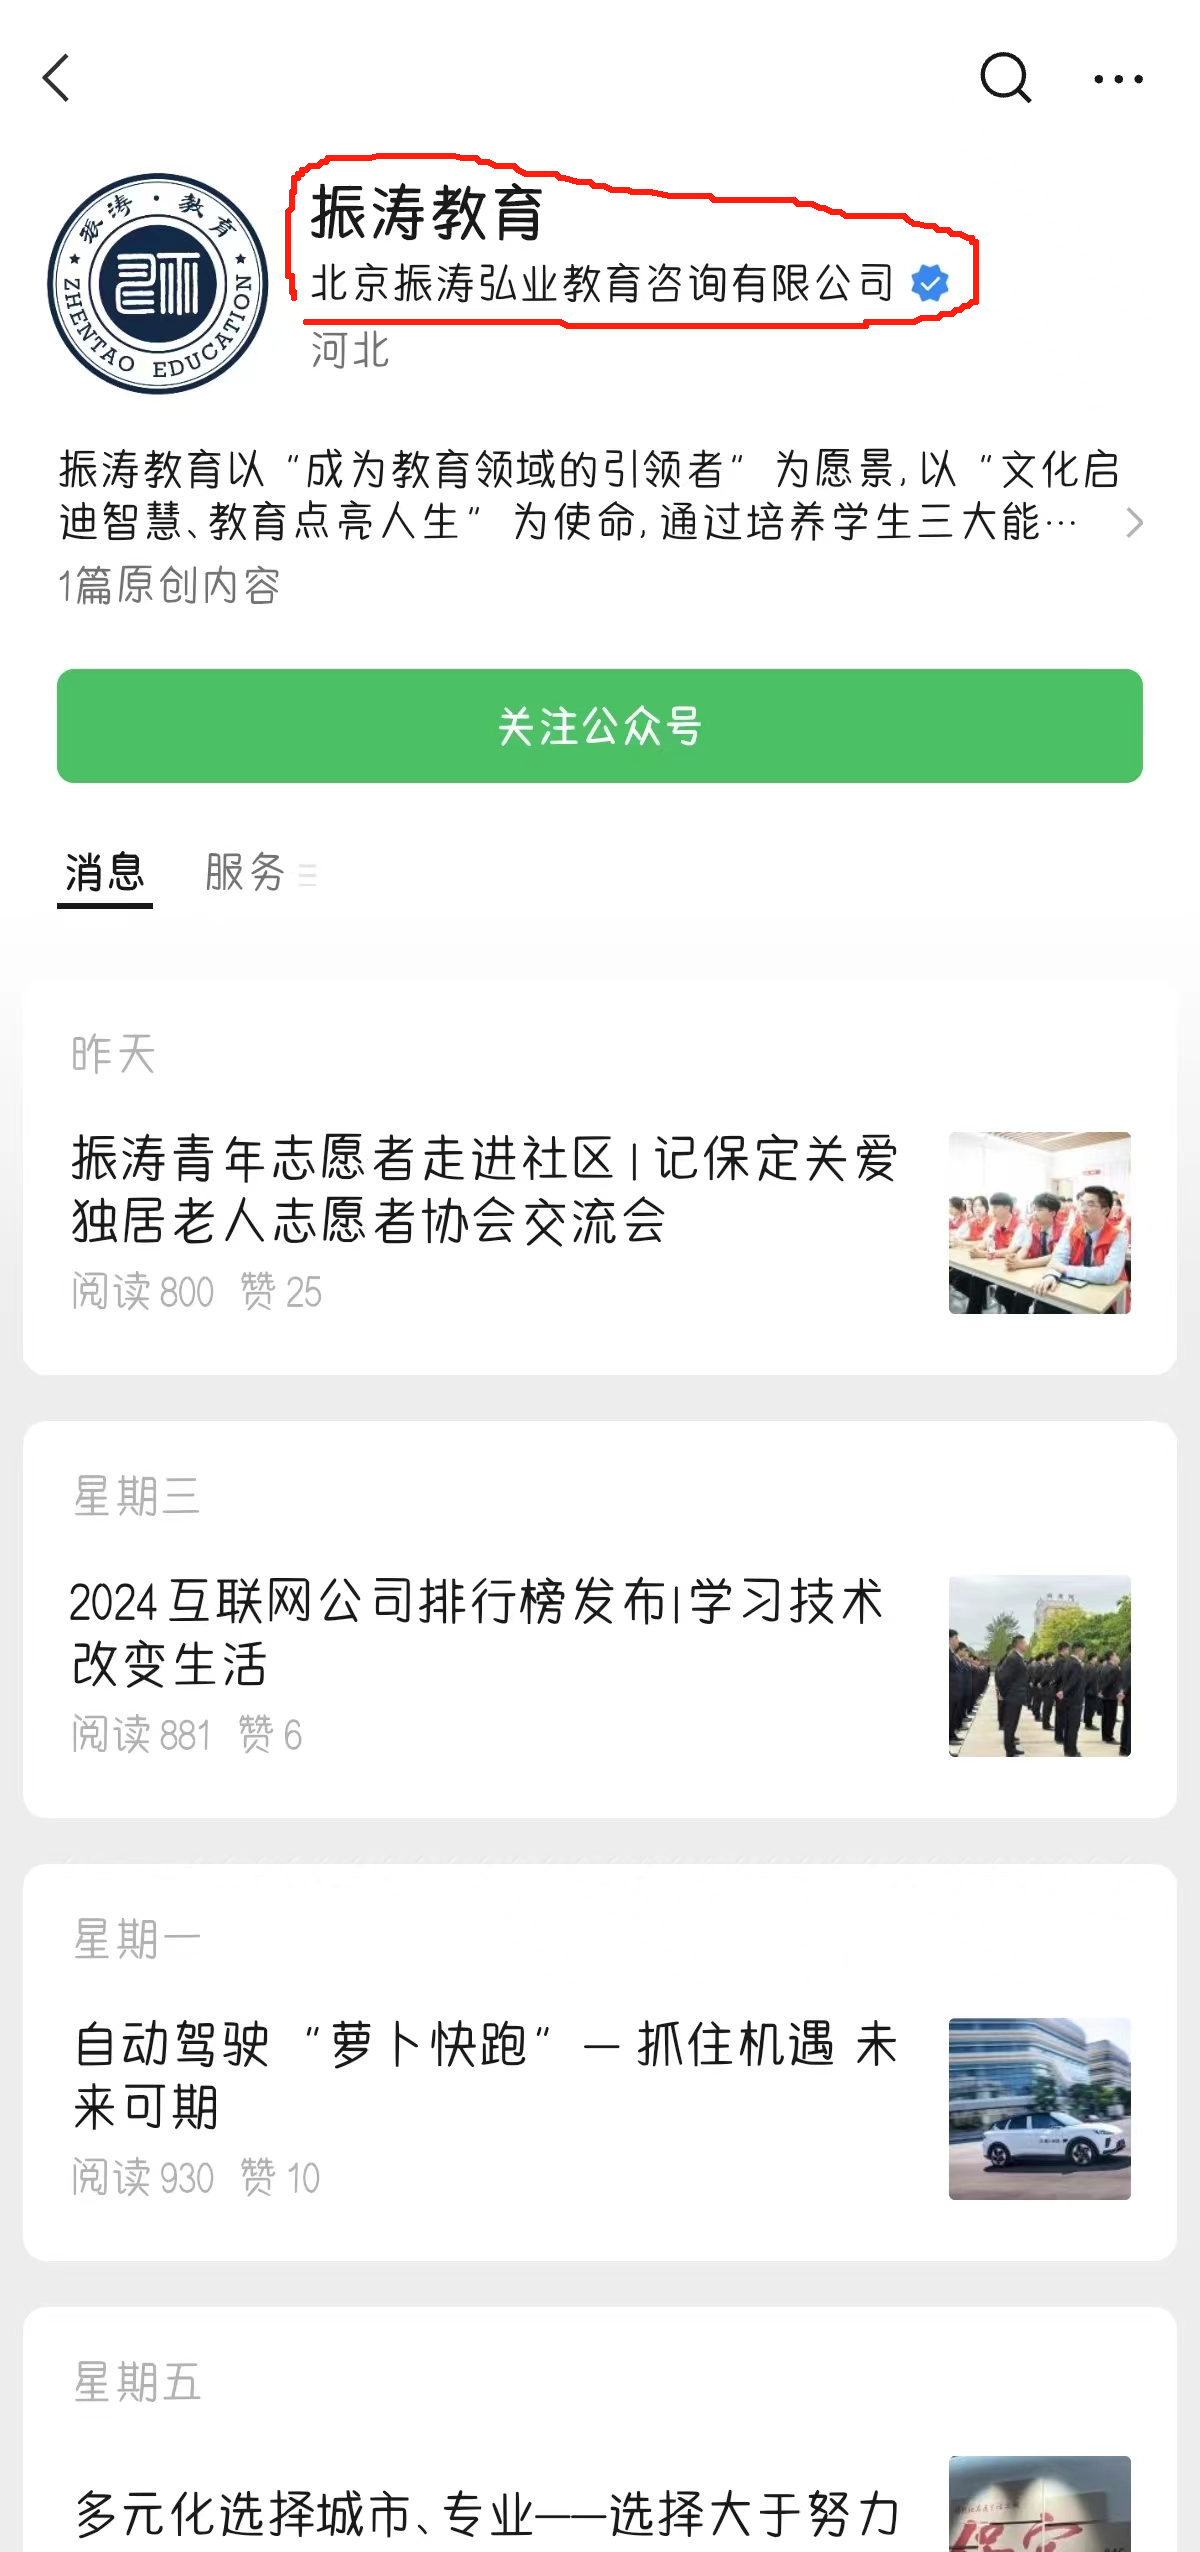 振涛·教育
ZHENTAO EDUCATION
振涛教育
北京振涛弘业教育咨询有限公司
河北
振涛教育以“成为教育领域的引领者”为愿景,以“文化启
迪智慧、教育点亮人生”为使命,通过培养学生三大能…
1篇原创内容
关注公众号
消息 服务
昨天
振涛青年志愿者走进社区|记保定关爱
独居老人志愿者协会交流会
阅读 800 赞 25
星期三
2024互联网公司排行榜发布|学习技术
改变生活
阅读 881 赞 6
星期一
自动驾驶“萝卜快跑”— 抓住机遇 未
来可期
阅读 930 赞 10
星期五
多元化选择城市、专业——选择大于努力